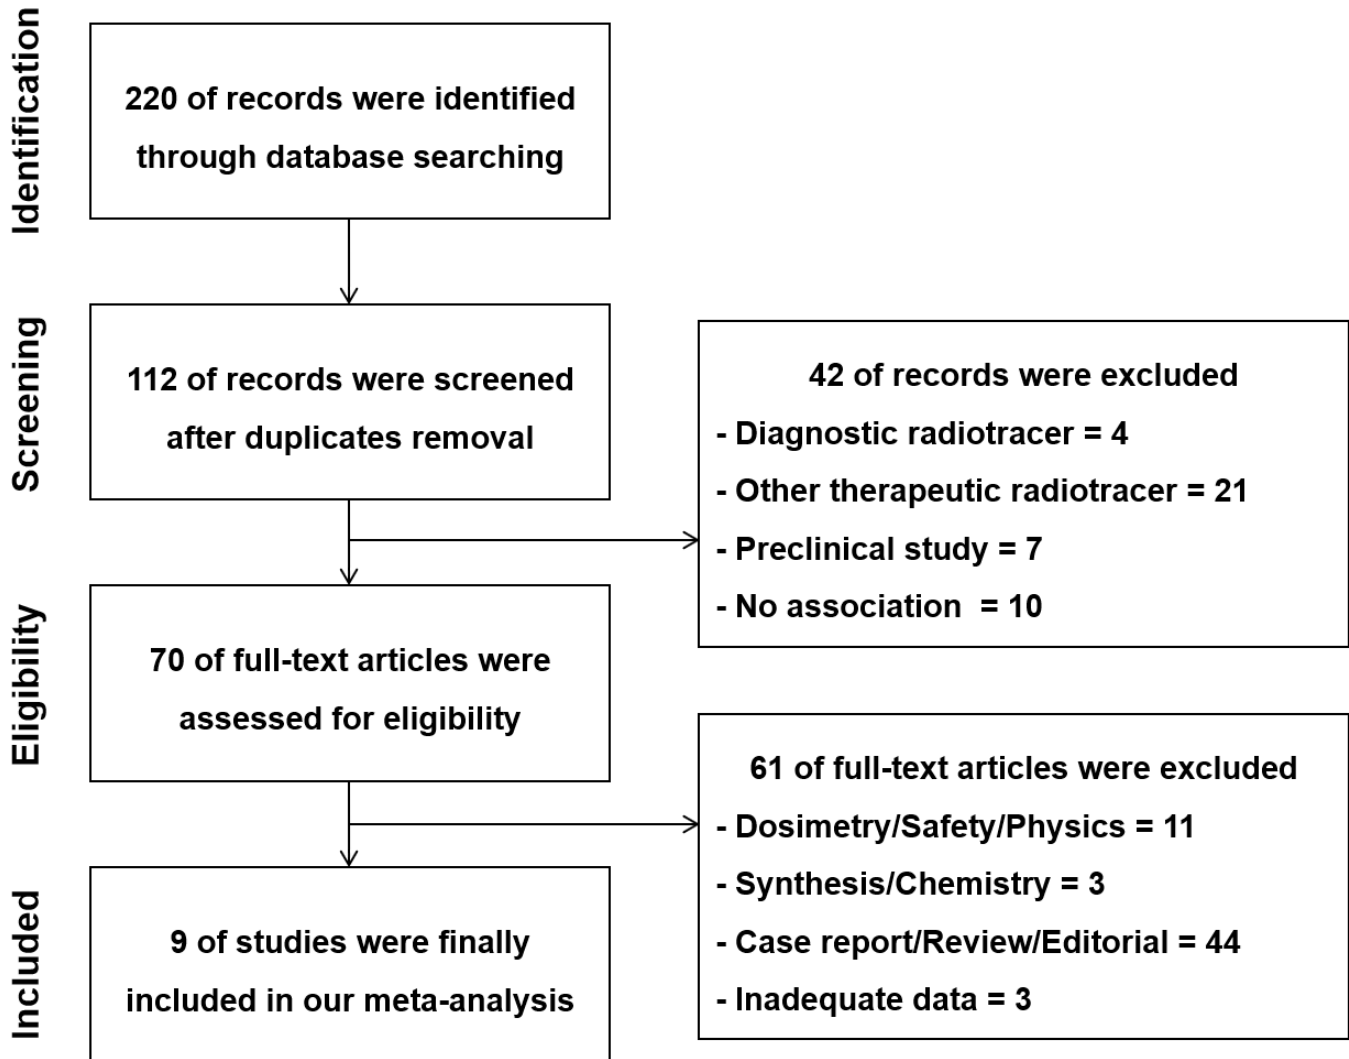 Identification
220 of records were identified
through database searching
Screening
112 of records were screened
after duplicates removal
42 of records were excluded
- Diagnostic radiotracer = 4
- Other therapeutic radiotracer = 21
- Preclinical study = 7
- No association  = 10
Eligibility
70 of full-text articles were
assessed for eligibility
61 of full-text articles were excluded
- Dosimetry/Safety/Physics = 11
- Synthesis/Chemistry = 3
- Case report/Review/Editorial = 44
- Inadequate data = 3
Included
9 of studies were finally
included in our meta-analysis